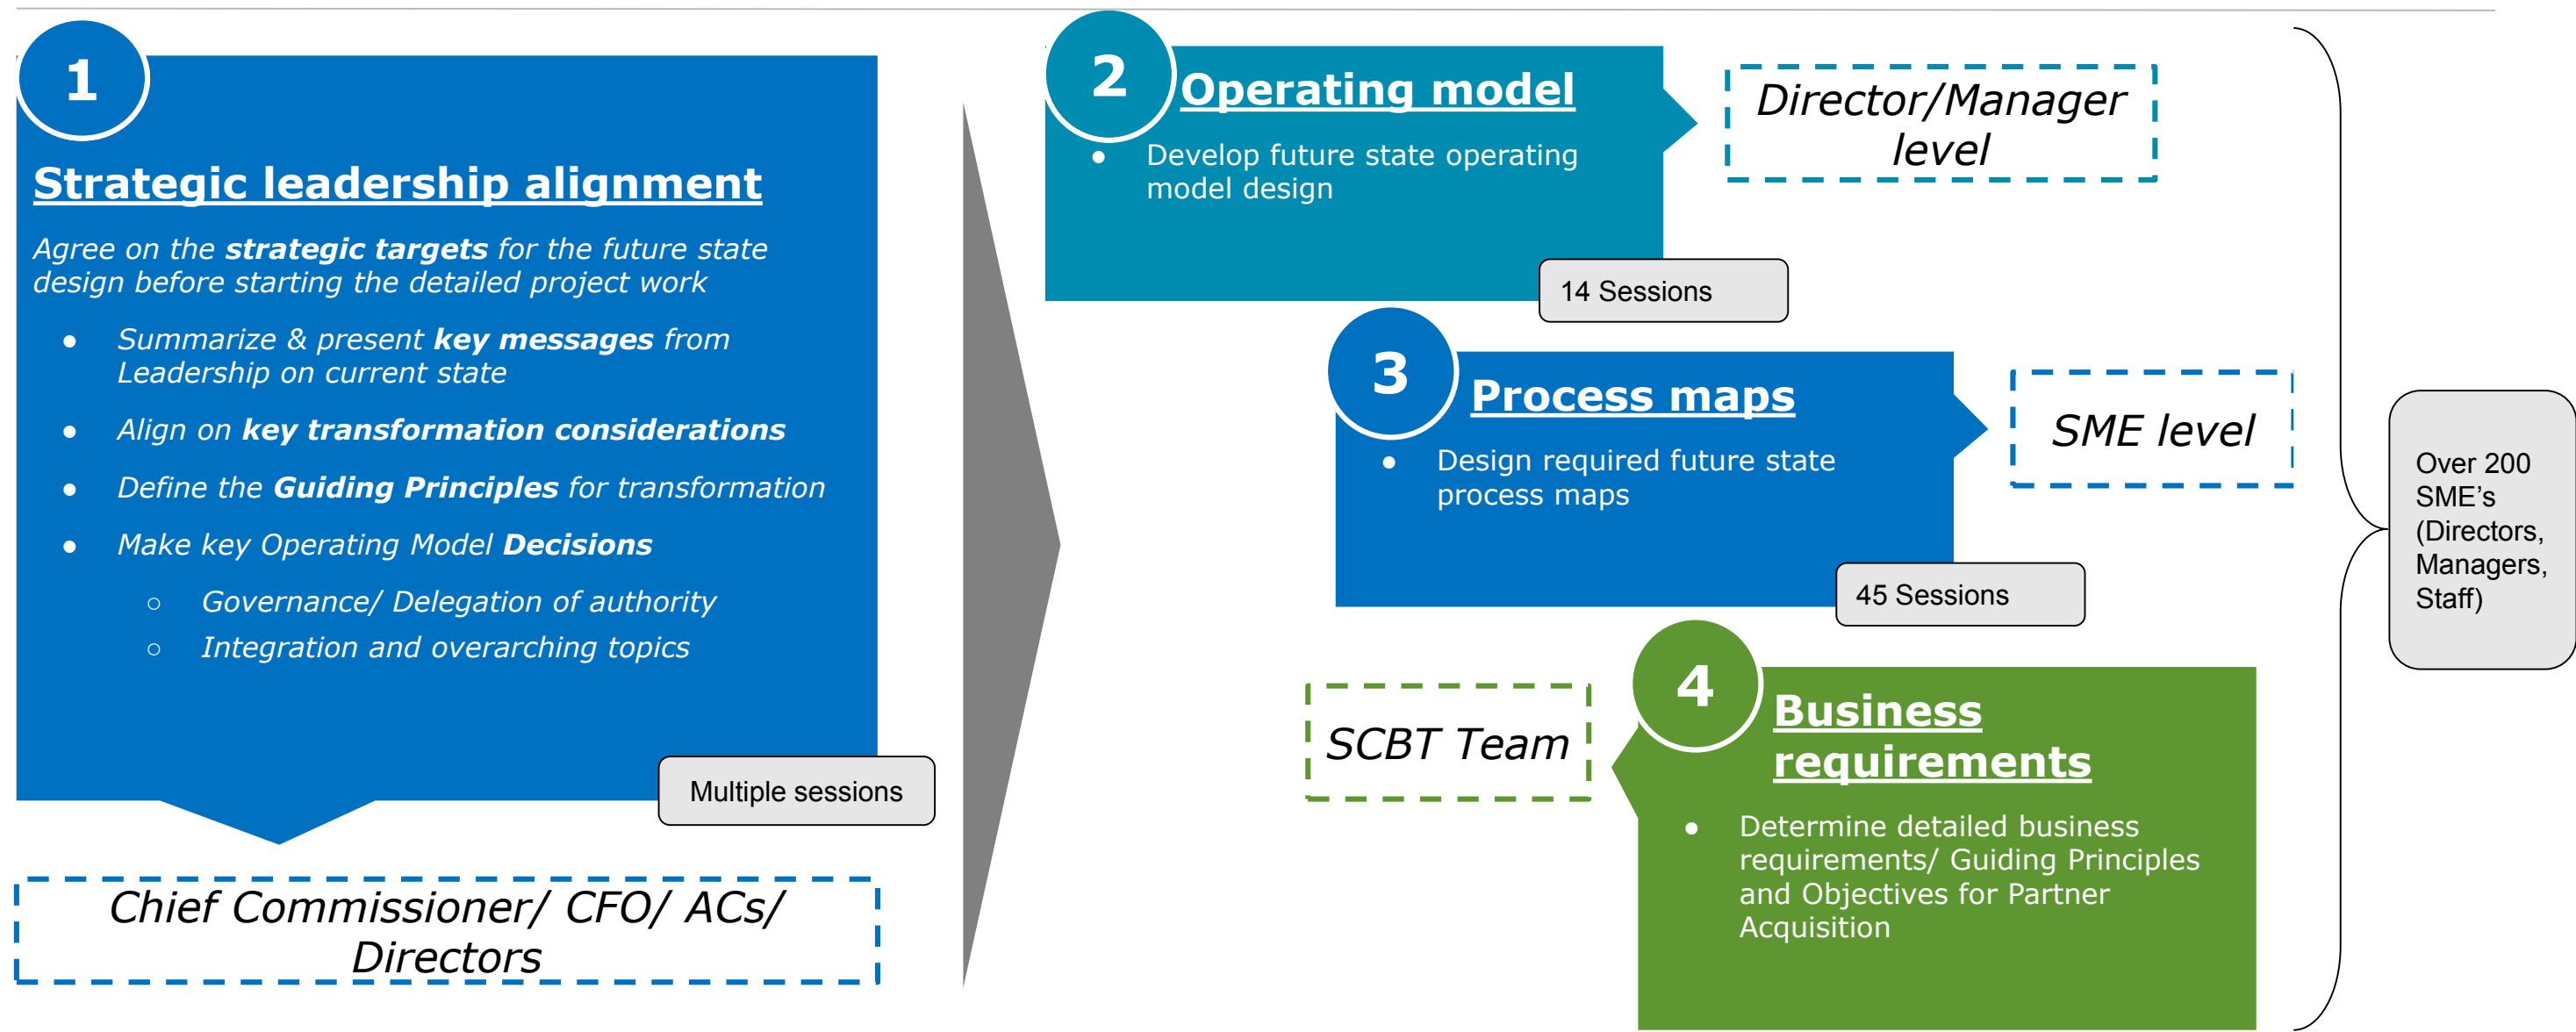 1
Strategic leadership alignment
Agree on the strategic targets for the future state
design before starting the detailed project work
● Summarize & present key messages from
Leadership on current state
● Align on key transformation considerations
● Define the Guiding Principles for transformation
● Make key Operating Model Decisions
○ Governance/ Delegation of authority
○ Integration and overarching topics
Multiple sessions
Chief Commissioner/ CFO/ ACs/
Directors
2
Operating model
● Develop future state operating
model design
14 Sessions
Director/Manager
level
3
Process maps
● Design required future state
process maps
45 Sessions
SME level
4
Business
requirements
● Determine detailed business
requirements/ Guiding Principles
and Objectives for Partner
Acquisition
SCBT Team
Over 200
SME’s
(Directors,
Managers,
Staff)